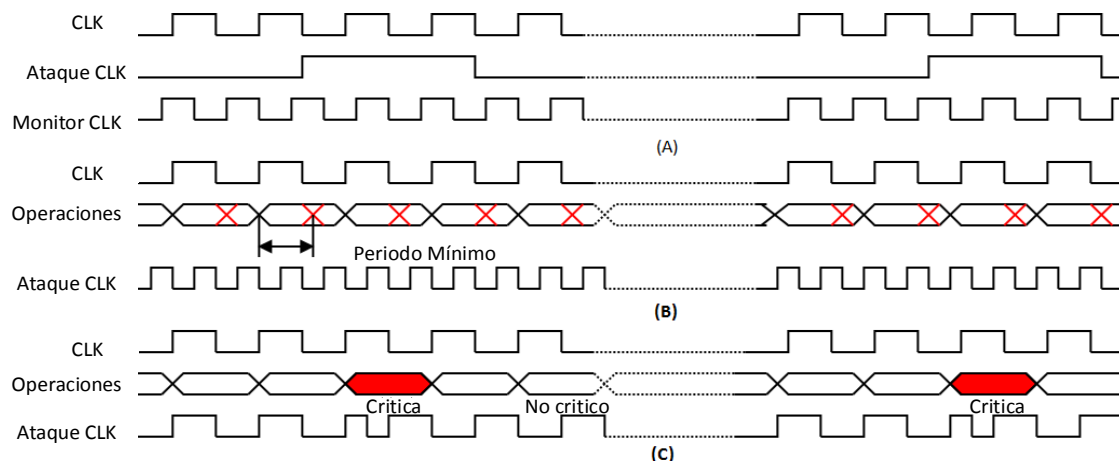 CLK
Ataque CLK
Monitor CLK
(A)
CLK
Operaciones
Periodo Mínimo
Ataque CLK
(B)
CLK
Operaciones
Critica No critico Critica
Ataque CLK
(C)